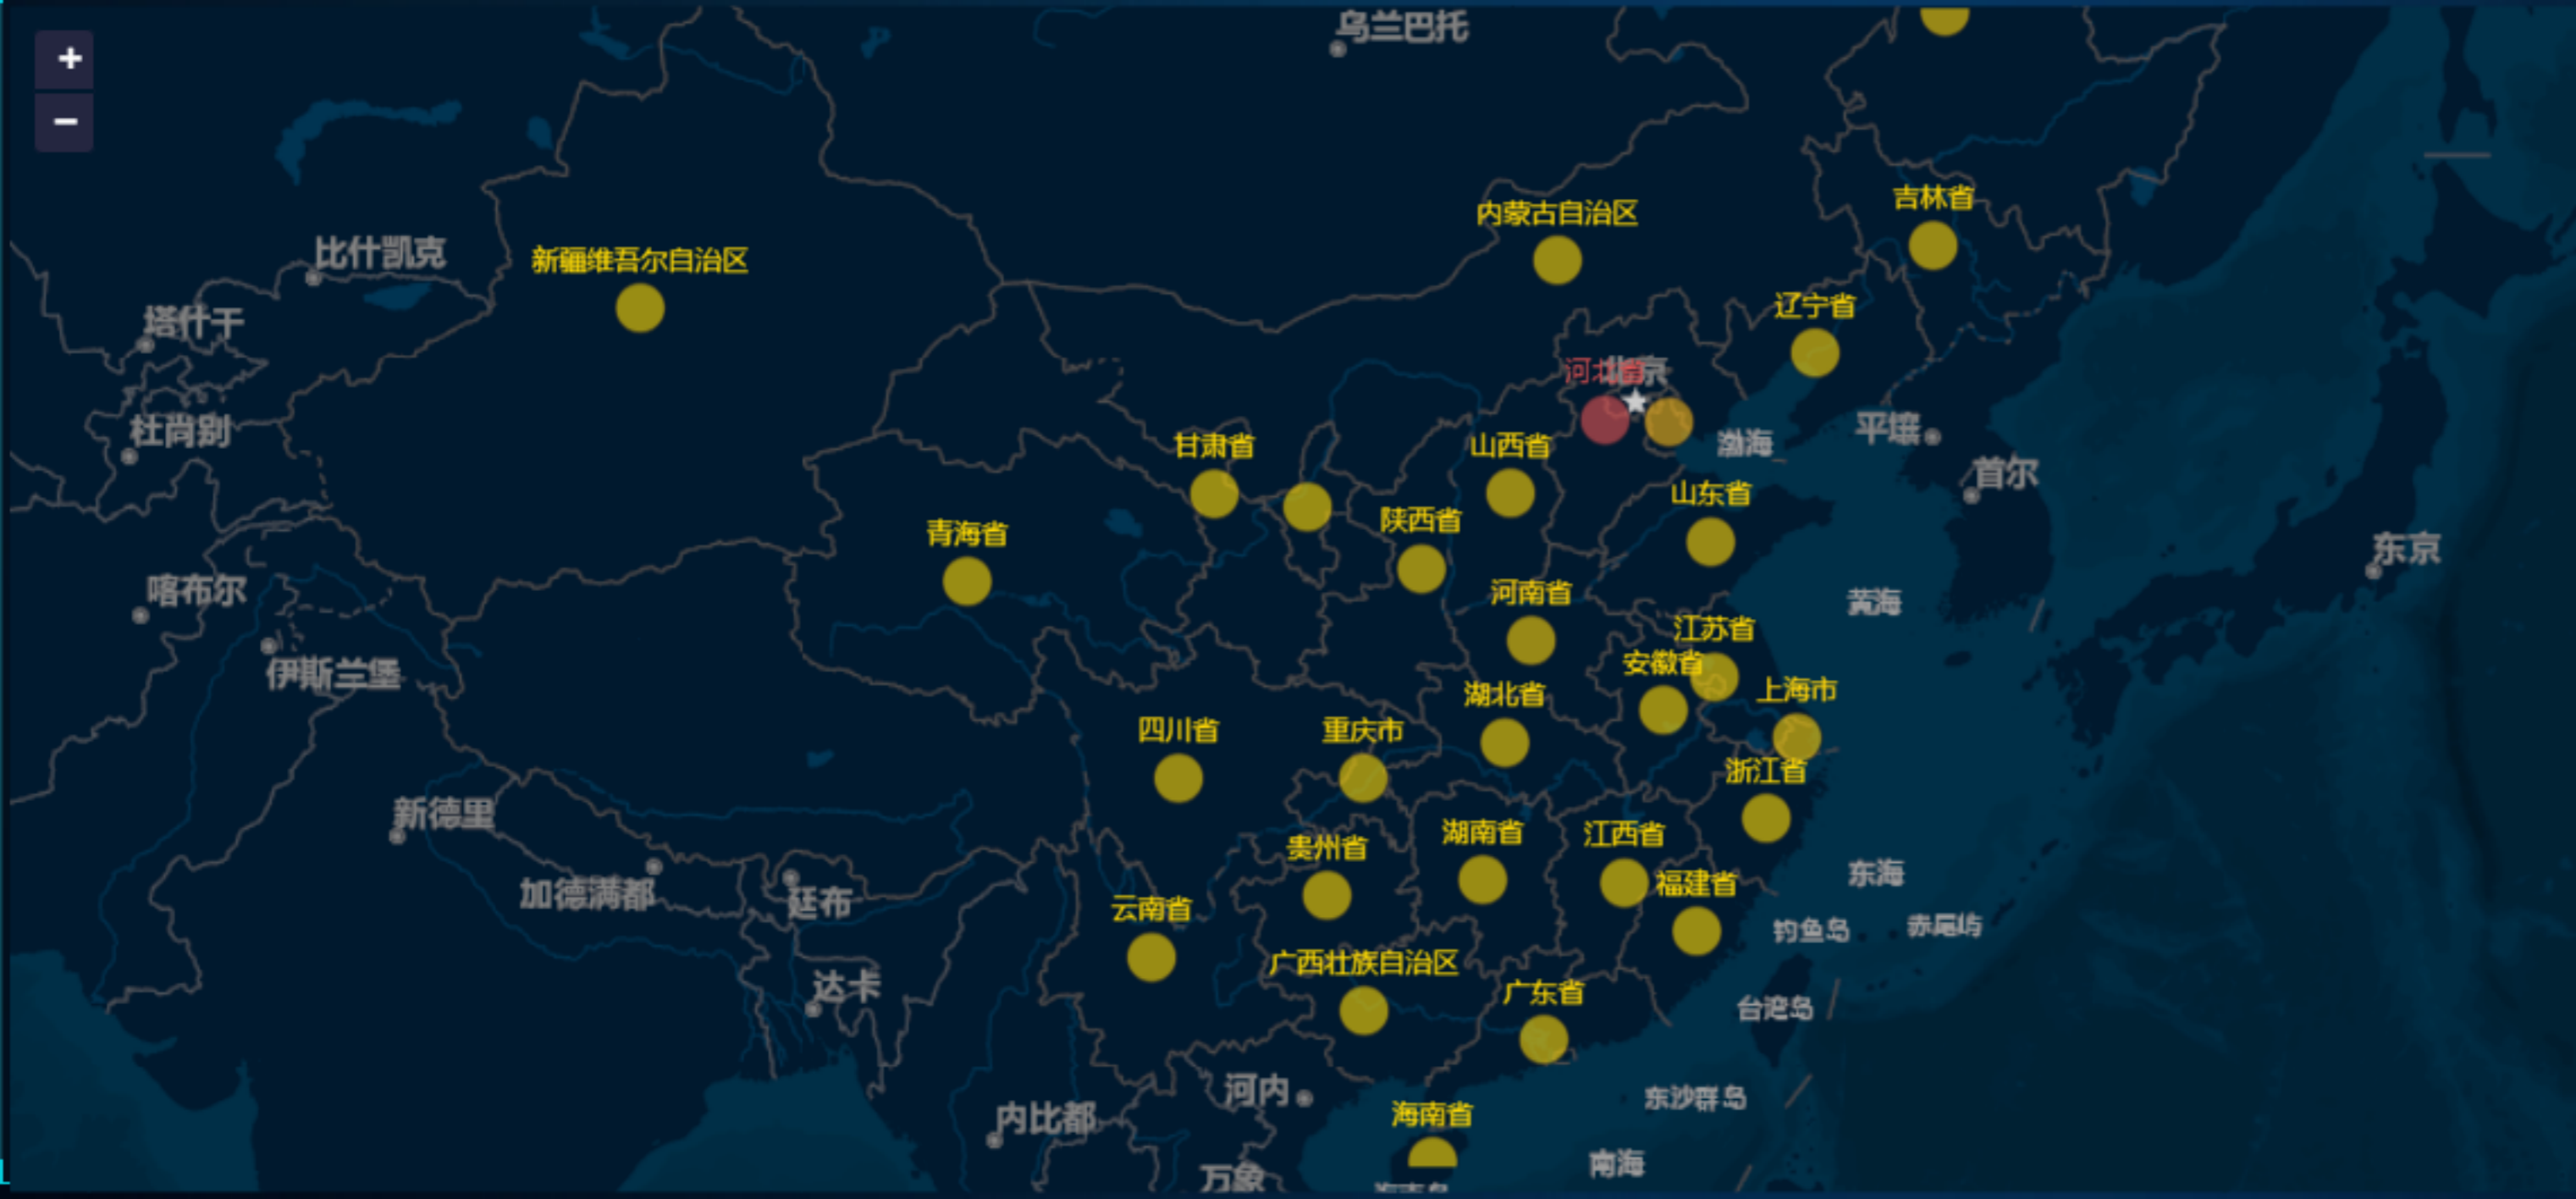 +
−
乌兰巴托
吉林省
内蒙古自治区
比什凯克
新疆维吾尔自治区
塔什干
辽宁省
河北省
北京
杜尚别
平壤
渤海
甘肃省
山西省
首尔
山东省
陕西省
青海省
东京
喀布尔
河南省
黄海
江苏省
安徽省
伊斯兰堡
湖北省
上海市
四川省
重庆市
浙江省
新德里
湖南省
江西省
贵州省
东海
福建省
加德满都
廷布
云南省
钓鱼岛
赤尾屿
广西壮族自治区
达卡
广东省
台湾岛
河内
东沙群岛
内比都
海南省
南海
万象